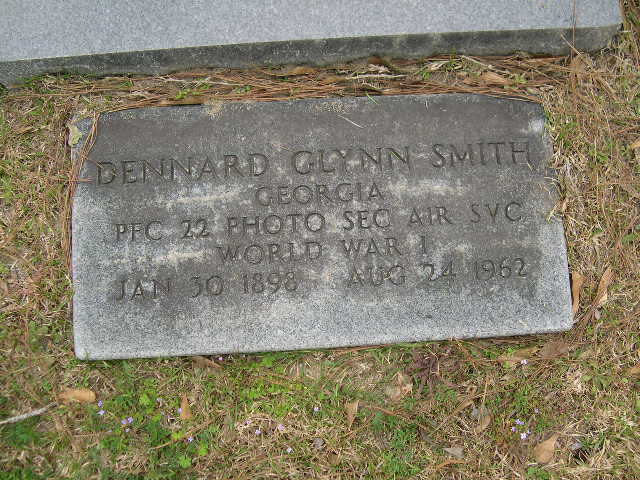 DENNARD GLYNN SMITH
GEORGIA
PFC 22 PHOTO SEC AIR SVC
WORLD WAR I
JAN 30 1898 AUG 24 1962